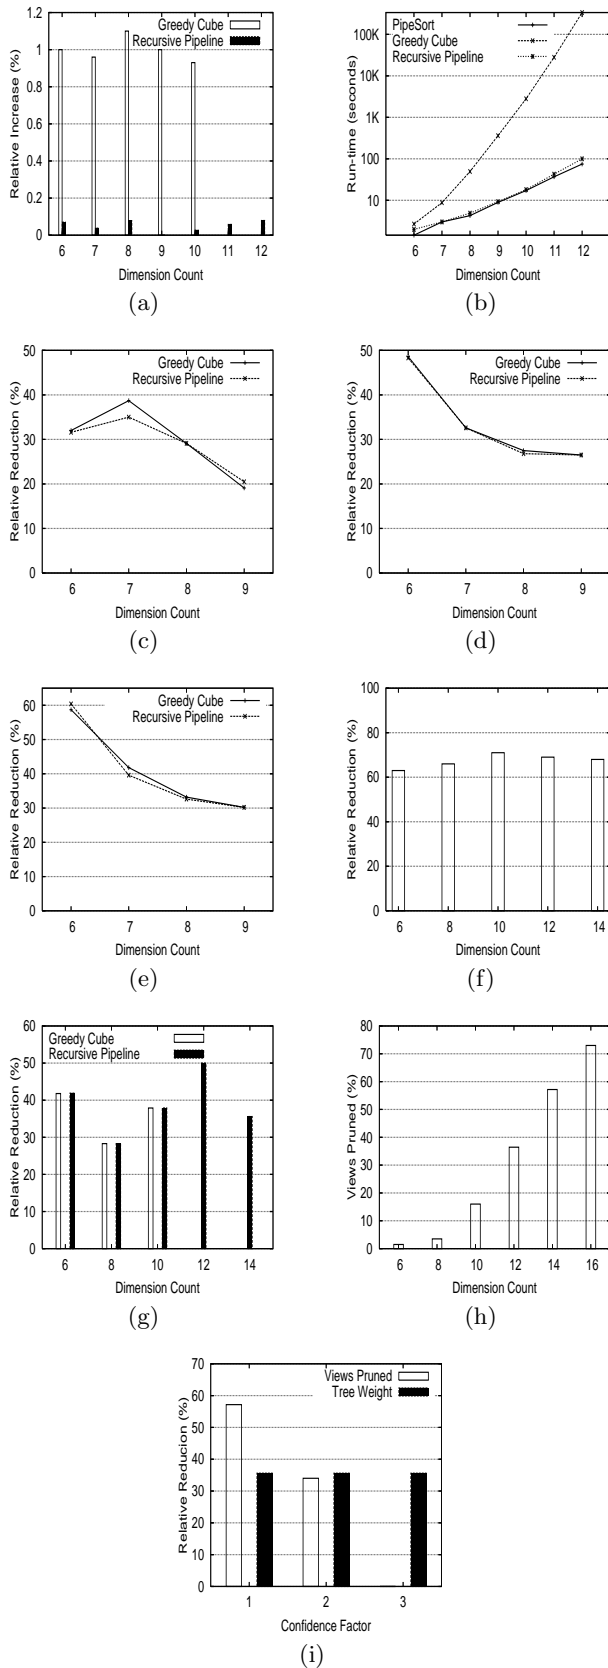 1.2
1
0.8
0.6
0.4
0.2
0
Relative Increase (%)
Greedy Cube
Recursive Pipeline
6 7 8 9 10 11 12
Dimension Count
(a)
100K
10K
1K
100
10
Run-time (seconds)
PipeSort
Greedy Cube
Recursive Pipeline
6 7 8 9 10 11 12
Dimension Count
(b)
50
40
30
20
10
0
Relative Reduction (%)
Greedy Cube
Recursive Pipeline
6 7 8 9
Dimension Count
(c)
50
40
30
20
10
0
Relative Reduction (%)
Greedy Cube
Recursive Pipeline
6 7 8 9
Dimension Count
(d)
60
50
40
30
20
10
0
Relative Reduction (%)
Greedy Cube
Recursive Pipeline
6 7 8 9
Dimension Count
(e)
100
80
60
40
20
0
Relative Reduction (%)
6 8 10 12 14
Dimension Count
(f)
60
50
40
30
20
10
0
Relative Reduction (%)
Greedy Cube
Recursive Pipeline
6 8 10 12 14
Dimension Count
(g)
80
70
60
50
40
30
20
10
0
Views Pruned (%)
6 8 10 12 14 16
Dimension Count
(h)
70
60
50
40
30
20
10
0
Relative Reducion (%)
Views Pruned
Tree Weight
1 2 3
Confidence Factor
(i)